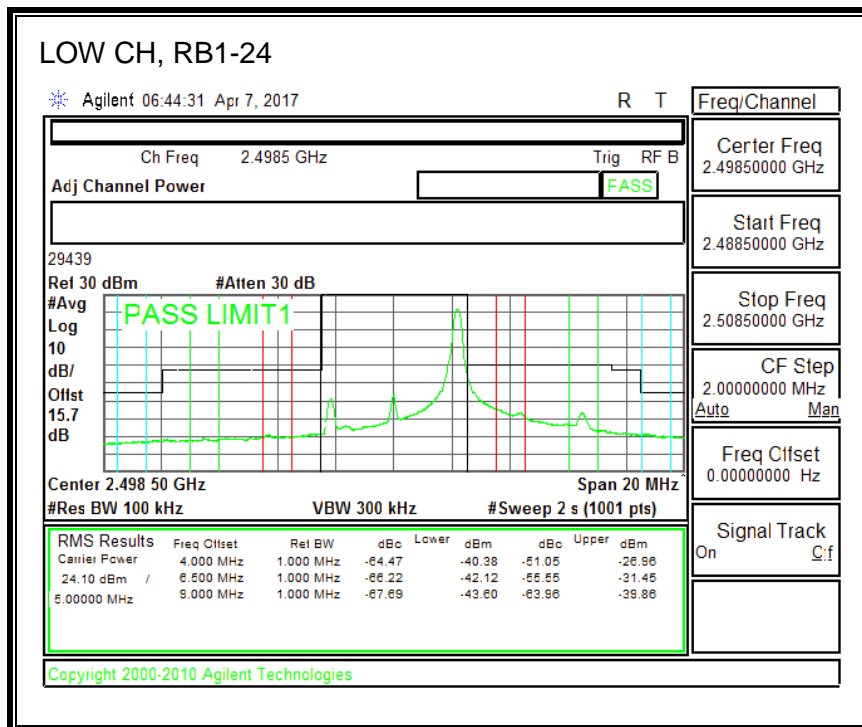 LOW CH, RB1-24
Agilent 06:44:31 Apr 7, 2017 R T
Freq/Channel
Ch Freq 2.4985 GHz Trig RF B
Adj Channel Power PASS
Center Freq
2.49850000 GHz
Start Freq
2.48850000 GHz
29439
Ref 30 dBm #Atten 30 dB
#Avg
Log
10
dB/
Offst
15.7
dB
PASS LIMIT1
Stop Freq
2.50850000 GHz
CF Step
2.00000000 MHz
Auto Man
Freq Offset
0.00000000 Hz
Center 2.498 50 GHz Span 20 MHz
#Res BW 100 kHz VBW 300 kHz #Sweep 2 s (1001 pts)
Signal Track
On Off
RMS Results Freq Offset Ref BW dBc Lower dBm dBc Upper dBm
Carrier Power 4.000 MHz 1.000 MHz -64.47 -40.38 -51.05 -26.96
24.10 dBm / 6.500 MHz 1.000 MHz -66.22 -42.12 -55.55 -31.45
5.00000 MHz 9.000 MHz 1.000 MHz -67.69 -43.60 -63.96 -39.86
Copyright 2000-2010 Agilent Technologies